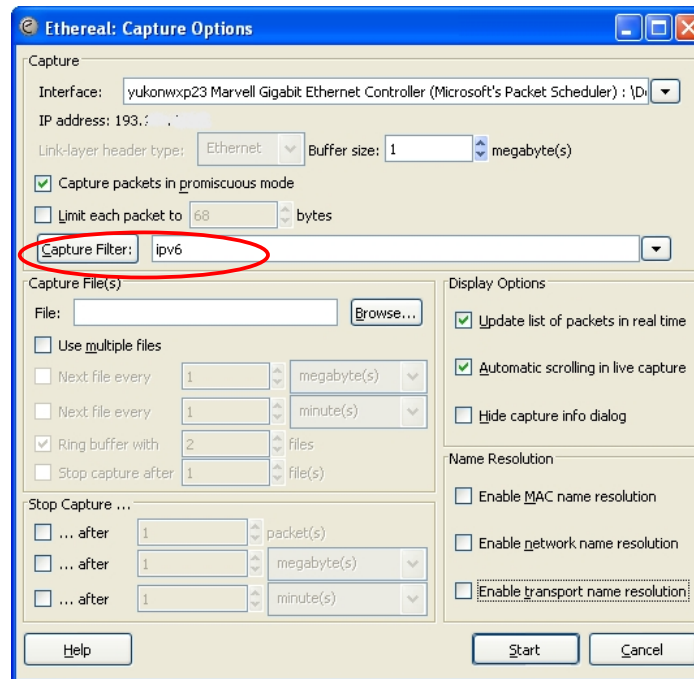 Ethereal: Capture Options
Capture
Interface: yukonwxp23 Marvell Gigabit Ethernet Controller (Microsoft's Packet Scheduler) : \D
IP address: 193.
Link-layer header type: Ethernet Buffer size: 1 megabyte(s)
Capture packets in promiscuous mode
Limit each packet to 68 bytes
Capture Filter: ipv6
Capture File(s)
File: Browse...
Use multiple files
Next file every 1 megabyte(s)
Next file every 1 minute(s)
Ring buffer with 2 files
Stop capture after 1 file(s)
Stop Capture ...
... after 1 packet(s)
... after 1 megabyte(s)
... after 1 minute(s)
Display Options
Update list of packets in real time
Automatic scrolling in live capture
Hide capture info dialog
Name Resolution
Enable MAC name resolution
Enable network name resolution
Enable transport name resolution
Help Start Cancel